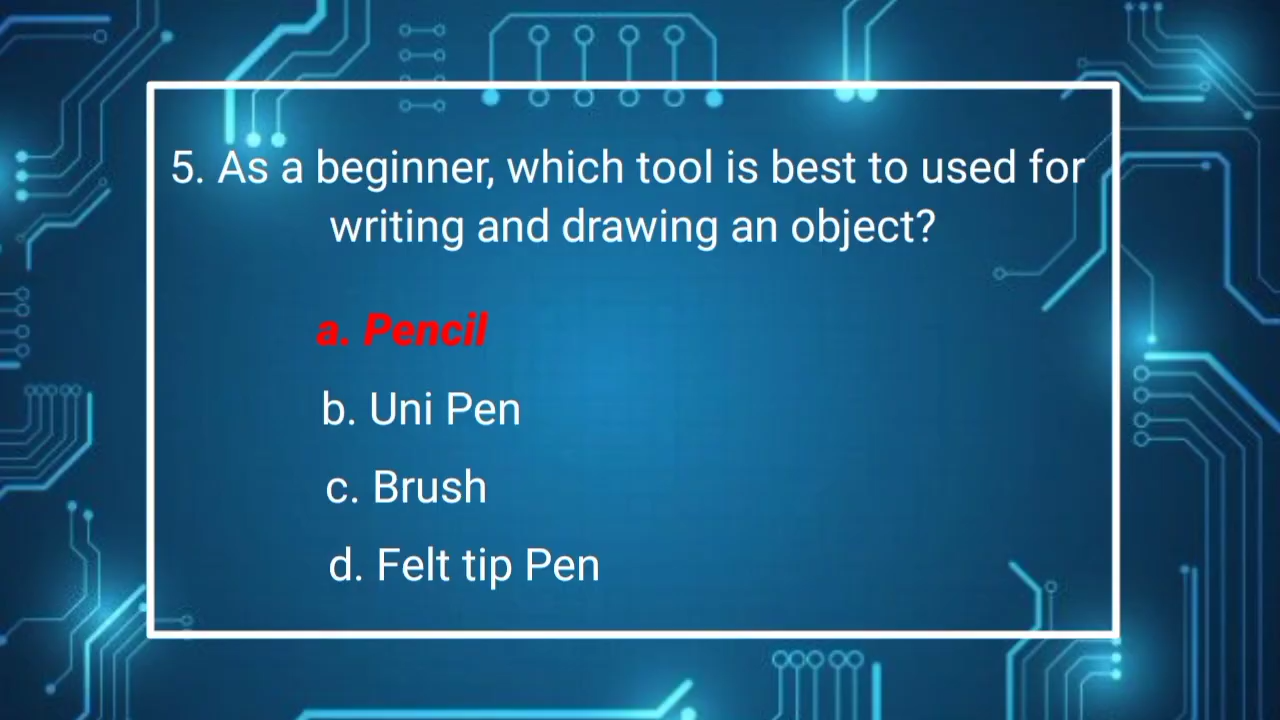 5. As a beginner, which tool is best to used for
writing and drawing an object?
a. Pencil
b. Uni Pen
c. Brush
d. Felt tip Pen